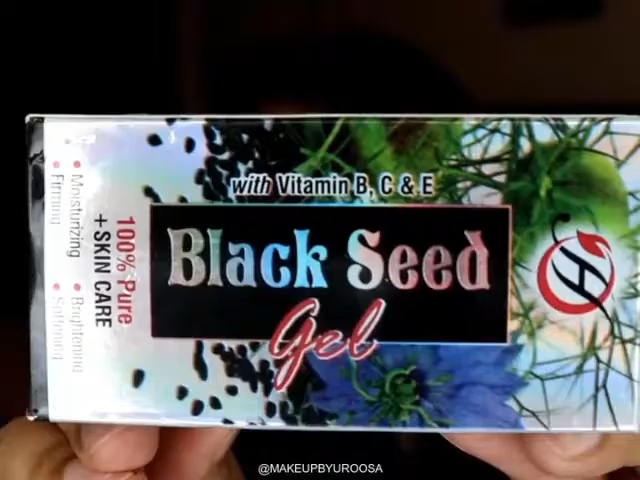 with Vitamin B, C & E
Black Seed
Gel
100% Pure
+ SKIN CARE
• Moisturizing
• Brightening
• Firming
• Softening
@MAKEUPBYUROOSA